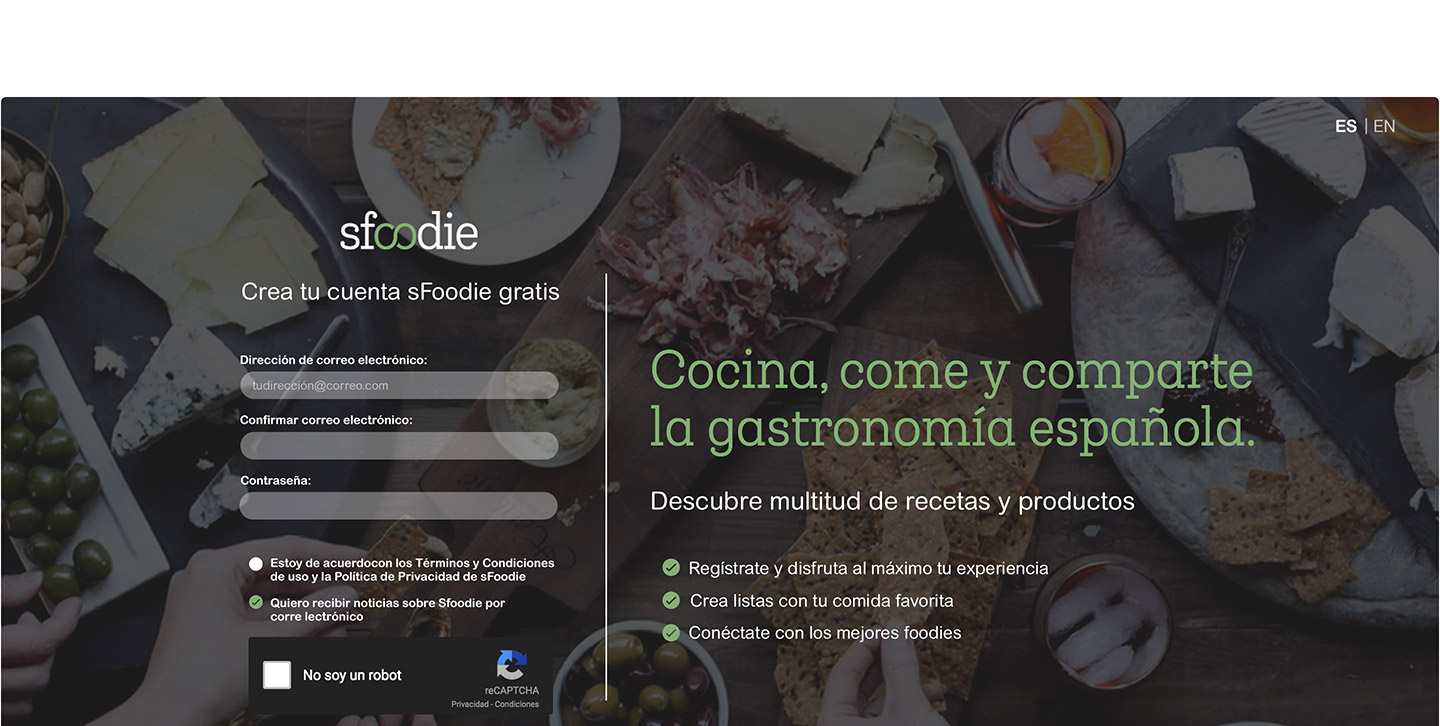 ES | EN
sfoodie
Crea tu cuenta sFoodie gratis
Dirección de correo electrónico:
tudirección@correo.com
Confirmar correo electrónico:
Contraseña:
Estoy de acuerdocon los Términos y Condiciones
de uso y la Política de Privacidad de sFoodie
Quiero recibir noticias sobre Sfoodie por
corre lectrónico
No soy un robot
reCAPTCHA
Privacidad - Condiciones
Cocina, come y comparte
la gastronomía española.
Descubre multitud de recetas y productos
Regístrate y disfruta al máximo tu experiencia
Crea listas con tu comida favorita
Conéctate con los mejores foodies